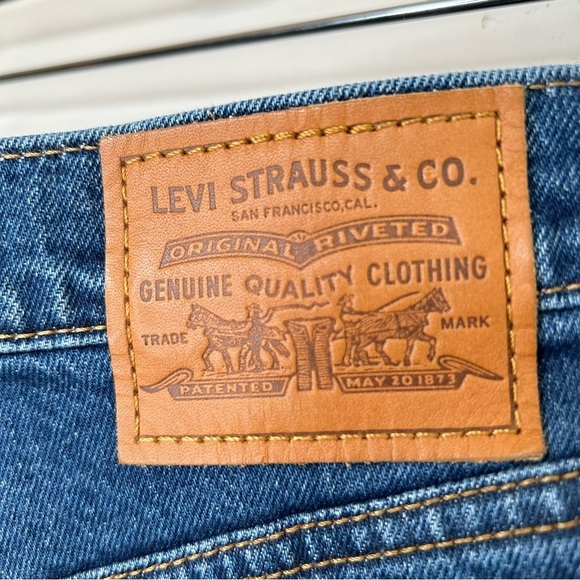 LEVI STRAUSS & CO.
SAN FRANCISCO, CAL.
ORIGINAL RIVETED
GENUINE QUALITY CLOTHING
TRADE MARK
PATENTED MAY 20 1873